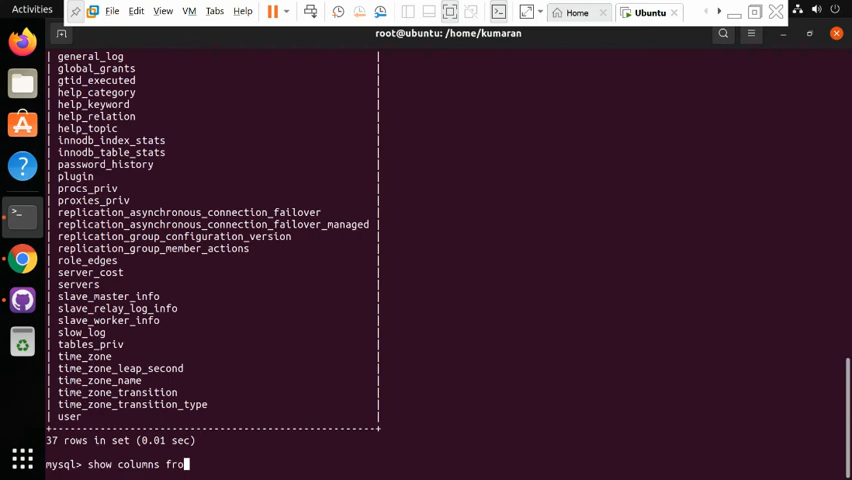 Activities
File Edit View VM Tabs Help
Home
Ubuntu
root@ubuntu: /home/kumaran
| general_log |
| global_grants |
| gtid_executed |
| help_category |
| help_keyword |
| help_relation |
| help_topic |
| innodb_index_stats |
| innodb_table_stats |
| password_history |
| plugin |
| procs_priv |
| proxies_priv |
| replication_asynchronous_connection_failover |
| replication_asynchronous_connection_failover_managed |
| replication_group_configuration_version |
| replication_group_member_actions |
| role_edges |
| server_cost |
| servers |
| slave_master_info |
| slave_relay_log_info |
| slave_worker_info |
| slow_log |
| tables_priv |
| time_zone |
| time_zone_leap_second |
| time_zone_name |
| time_zone_transition |
| time_zone_transition_type |
| user |
+------------------------------------------------------+
37 rows in set (0.01 sec)
mysql> show columns fro